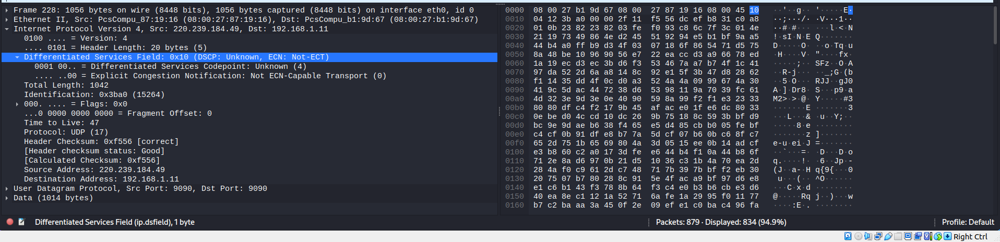 Frame 228: 1056 bytes on wire (8448 bits), 1056 bytes captured (8448 bits) on interface eth0, id 0
Ethernet II, Src: PcsCompu_87:19:16 (08:00:27:87:19:16), Dst: PcsCompu_b1:9d:67 (08:00:27:b1:9d:67)
Internet Protocol Version 4, Src: 220.239.184.49, Dst: 192.168.1.11
0100 .... = Version: 4
.... 0101 = Header Length: 20 bytes (5)
Differentiated Services Field: 0x10 (DSCP: Unknown, ECN: Not-ECT)
0001 00.. = Differentiated Services Codepoint: Unknown (4)
.... ..00 = Explicit Congestion Notification: Not ECN-Capable Transport (0)
Total Length: 1042
Identification: 0x3ba0 (15264)
000. .... = Flags: 0x0
...0 0000 0000 0000 = Fragment Offset: 0
Time to Live: 47
Protocol: UDP (17)
Header Checksum: 0xf556 [correct]
[Header checksum status: Good]
[Calculated Checksum: 0xf556]
Source Address: 220.239.184.49
Destination Address: 192.168.1.11
User Datagram Protocol, Src Port: 9090, Dst Port: 9090
Data (1014 bytes)
0000 08 00 27 b1 9d 67 08 00 27 87 19 16 08 00 45 10 ··'··g·· '·····E·
0010 04 12 3b a0 00 00 2f 11 f5 56 dc ef b8 31 c0 a8 ··;···/· ·V···1··
0020 01 0b 23 82 23 82 03 fe f0 93 c8 6c 7f 3c 01 4e ··#·#··· ···l·<·N
0030 21 19 73 49 86 4e d2 45 51 92 94 e5 b1 bf 9a a5 !·sI·N·E Q·······
0040 44 b4 a0 ff b9 d3 4f 03 07 18 6f 86 54 71 d5 75 D·····O· ··o·Tq·u
0050 8a 48 be 10 96 90 56 e7 22 ea cc d3 a9 66 78 ed ·H····V· "····fx·
0060 1a 19 ec d3 ec 3b d6 f3 53 46 7a a7 b7 4f 1c 41 ·····;·· SFz··O·A
0070 97 da 52 2d 6a a8 14 8c 92 e1 5f 3b 47 d8 28 62 ··R-j··· ··_;G·(b
0080 f1 14 35 dd 4f 0c d0 a3 52 4a 4a 09 99 67 4a 30 ··5·O··· RJJ··gJ0
0090 41 9c 5d ac 44 72 38 d6 53 98 11 9a 70 39 fc 61 A·]·Dr8· S···p9·a
00a0 4d 32 3e 9d 3e 0e 40 90 59 8a 99 f2 f1 e3 23 33 M2>·>·@· Y·····#3
00b0 80 80 df c4 f2 17 9b 45 af ac e0 1f e6 dc 80 33 ·······E ·······3
00c0 0e be d0 4c cd 10 dc 26 9b 75 18 8c 59 3b bf d9 ···L···& ·u··Y;··
00d0 bc 9e 9d ae b6 38 f4 65 e5 d4 85 cb b0 05 fe bf ·····8·e ········
00e0 c4 cf 0b 91 df e8 b7 7a 5d cf 07 b6 0b c6 8f c7 ·······z ]·······
00f0 65 2d 75 1b 65 69 80 4a 3d 05 15 ee 0b 14 ad cf e-u·ei·J =·······
0100 e3 b8 60 c2 a0 17 3d fe e6 44 b4 f1 0a 44 b8 6f ··`···=· ·D···D·o
0110 71 2e 8a d6 97 0b 21 d5 10 36 c3 1b 4a 70 ea 2d q.····!· ·6··Jp·-
0120 28 4a f0 c9 61 2d c7 48 71 7b 39 7b bf f2 eb 30 (J··a-·H q{9{···0
0130 20 75 07 b7 80 28 8c 91 5e 4f ac a9 bf 97 d6 e8 u···(·· ^O······
0140 e1 c6 b1 43 f3 78 8b 64 f3 c4 e0 b3 b6 cb e3 d6 ···C·x·d ········
0150 40 ea 8e c1 12 1a 52 71 6a fe 1a 29 95 f0 11 77 @·····Rq j··)···w
0160 b7 c2 ba aa 3a 45 0f 2e 09 ef e1 c0 ba c4 96 fa ····:E·. ········
Differentiated Services Field (ip.dsfield), 1 byte
Packets: 879 · Displayed: 834 (94.9%)
Profile: Default
Right Ctrl